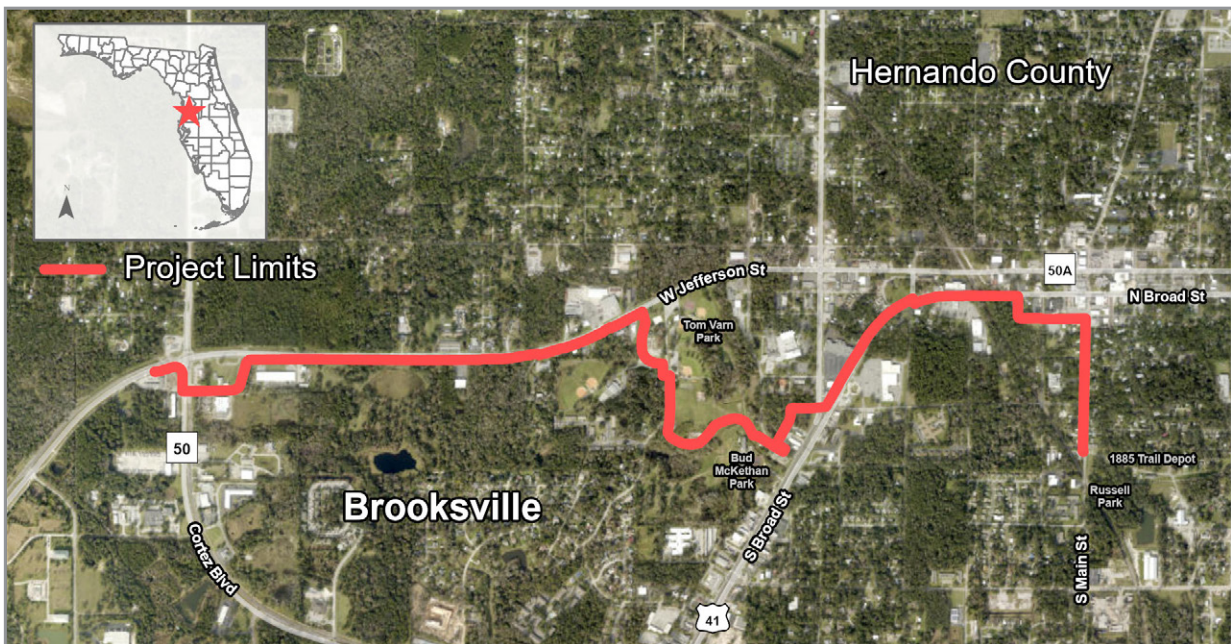 Hernando County
N
Project Limits
W Jefferson St
50A
N Broad St
Tom Varn
Park
50
Bud
McKethan
Park
1885 Trail Depot
Russell
Park
Brooksville
S Broad St
Cortez Blvd
S Main St
41